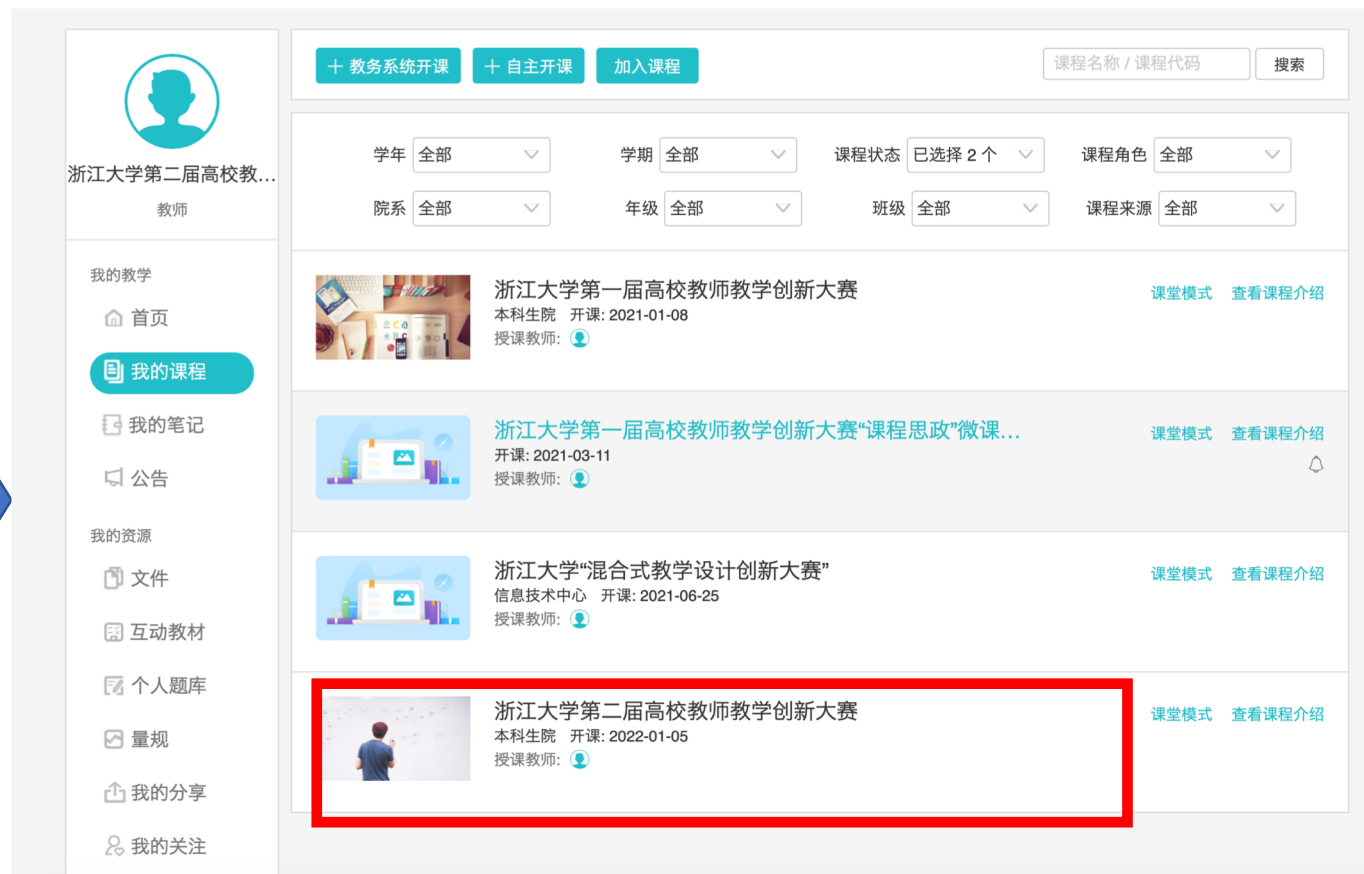 浙江大学第二届高校教...
教师
我的教学
首页
我的课程
我的笔记
公告
我的资源
文件
互动教材
个人题库
量规
我的分享
我的关注
+ 教务系统开课 + 自主开课 加入课程 课程名称 / 课程代码 搜索
学年 全部 学期 全部 课程状态 已选择 2 个 课程角色 全部
院系 全部 年级 全部 班级 全部 课程来源 全部
浙江大学第一届高校教师教学创新大赛
本科生院 开课: 2021-01-08
授课教师:
课堂模式 查看课程介绍
浙江大学第一届高校教师教学创新大赛“课程思政”微课...
开课: 2021-03-11
授课教师:
课堂模式 查看课程介绍
浙江大学“混合式教学设计创新大赛”
信息技术中心 开课: 2021-06-25
授课教师:
课堂模式 查看课程介绍
浙江大学第二届高校教师教学创新大赛
本科生院 开课: 2022-01-05
授课教师:
课堂模式 查看课程介绍